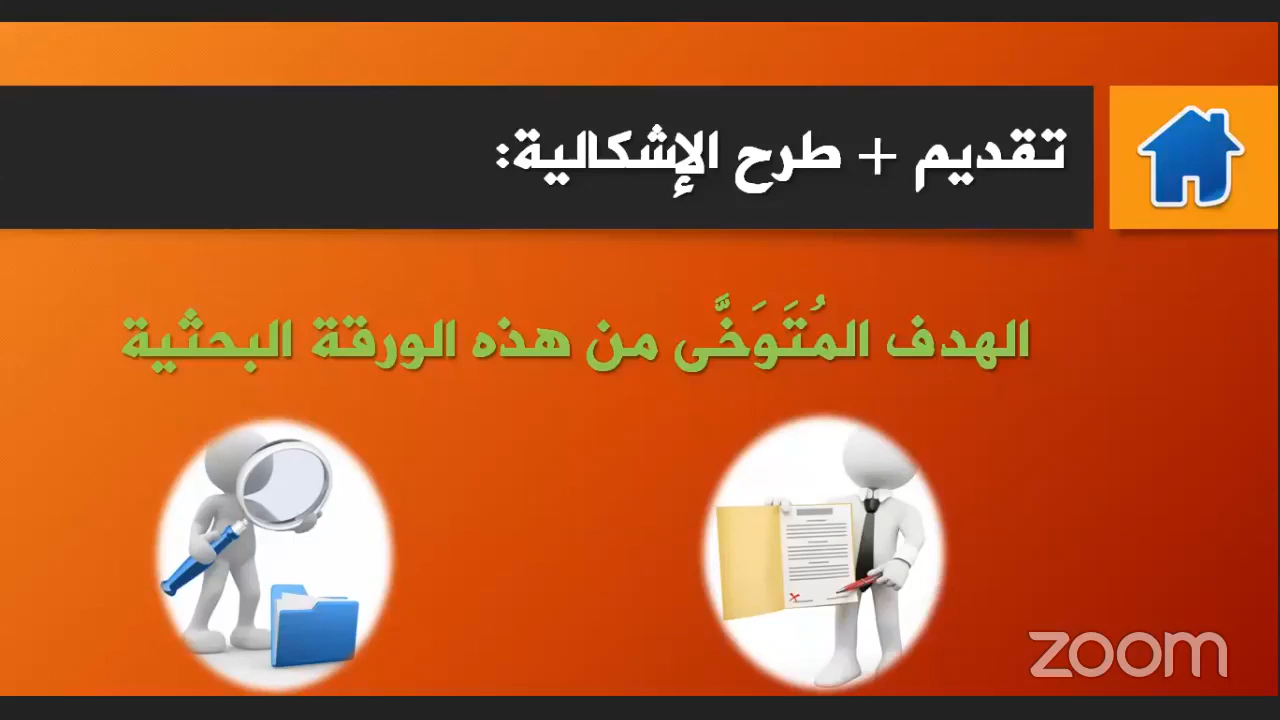 تقديم + طرح الإشكالية:
الهدف المُتَوَخَّى من هذه الورقة البحثية
zoom